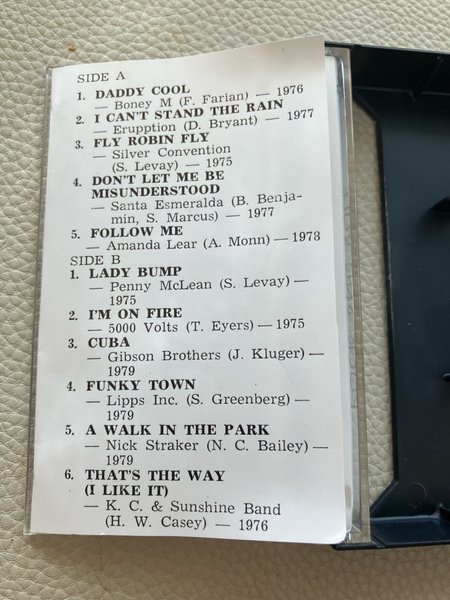 SIDE A
1. DADDY COOL
— Boney M (F. Farian) — 1976
2. I CAN'T STAND THE RAIN
— Erupption (D. Bryant) — 1977
3. FLY ROBIN FLY
— Silver Convention
(S. Levay) — 1975
4. DON'T LET ME BE
MISUNDERSTOOD
— Santa Esmeralda (B. Benja-
min, S. Marcus) — 1977
5. FOLLOW ME
— Amanda Lear (A. Monn) — 1978
SIDE B
1. LADY BUMP
— Penny McLean (S. Levay) —
1975
2. I'M ON FIRE
— 5000 Volts (T. Eyers) — 1975
3. CUBA
— Gibson Brothers (J. Kluger) —
1979
4. FUNKY TOWN
— Lipps Inc. (S. Greenberg) —
1979
5. A WALK IN THE PARK
— Nick Straker (N. C. Bailey) —
1979
6. THAT'S THE WAY
(I LIKE IT)
— K. C. & Sunshine Band
(H. W. Casey) — 1976